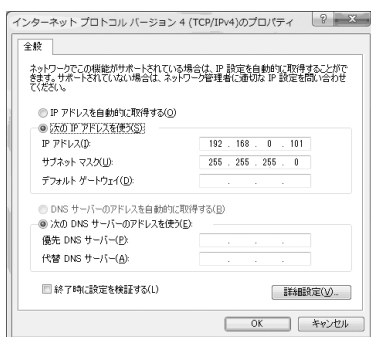 インターネット プロトコル バージョン 4 (TCP/IPv4)のプロパティ
全般
ネットワークでこの機能がサポートされている場合は、IP 設定を自動的に取得することがで
きます。サポートされていない場合は、ネットワーク管理者に適切な IP 設定を問い合わせ
てください。
IP アドレスを自動的に取得する(O)
次の IP アドレスを使う(S):
IP アドレス(I): 192 . 168 . 0 . 101
サブネット マスク(U): 255 . 255 . 255 . 0
デフォルト ゲートウェイ(D): . . .
DNS サーバーのアドレスを自動的に取得する(B)
次の DNS サーバーのアドレスを使う(E):
優先 DNS サーバー(P): . . .
代替 DNS サーバー(A): . . .
終了時に設定を検証する(L)
詳細設定(V)...
OK キャンセル